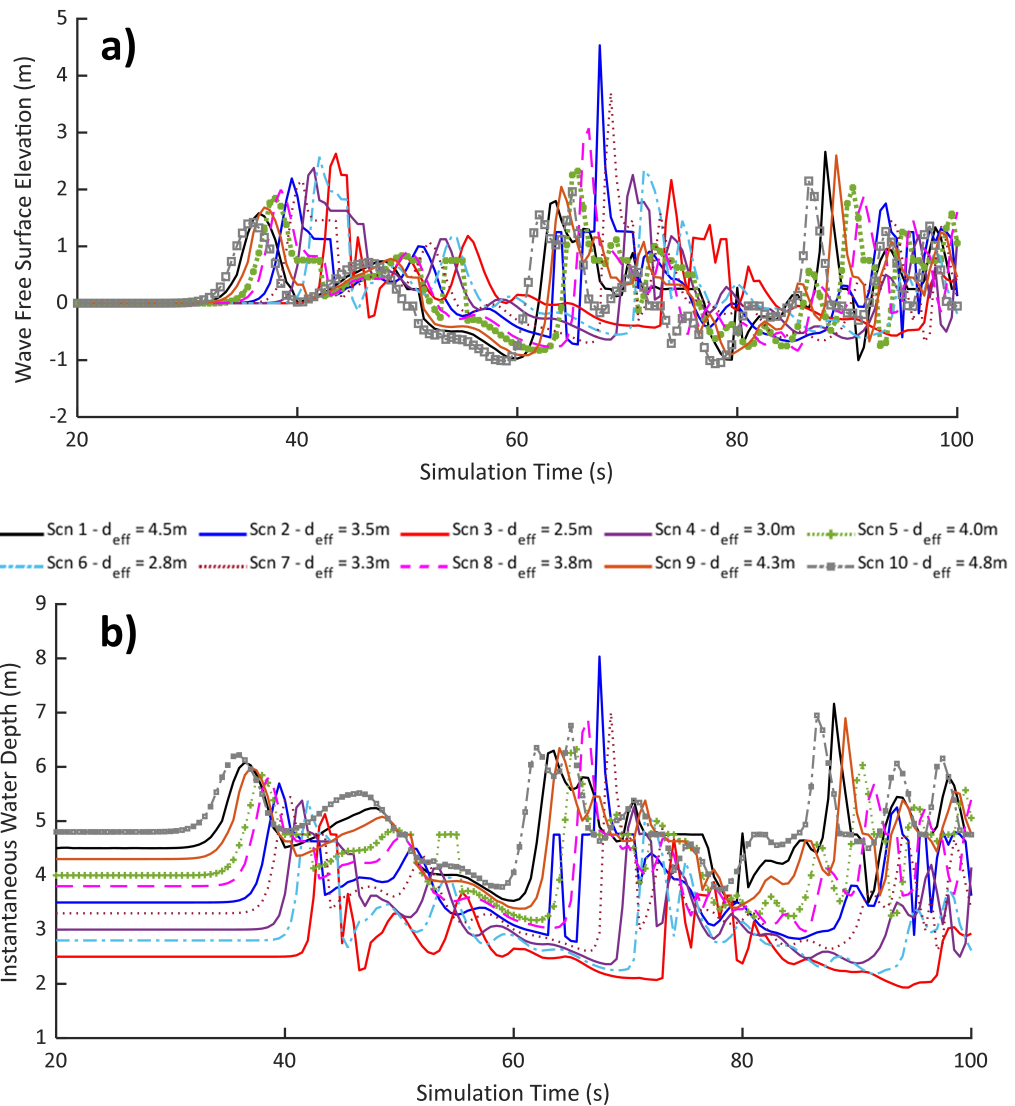 a)
Wave Free Surface Elevation (m)
5
4
3
2
1
0
-1
-2
20 40 60 80 100
Simulation Time (s)
Scn 1 - d_eff = 4.5m Scn 2 - d_eff = 3.5m Scn 3 - d_eff = 2.5m Scn 4 - d_eff = 3.0m Scn 5 - d_eff = 4.0m
Scn 6 - d_eff = 2.8m Scn 7 - d_eff = 3.3m Scn 8 - d_eff = 3.8m Scn 9 - d_eff = 4.3m Scn 10 - d_eff = 4.8m
b)
Instantaneous Water Depth (m)
9
8
7
6
5
4
3
2
1
20 40 60 80 100
Simulation Time (s)